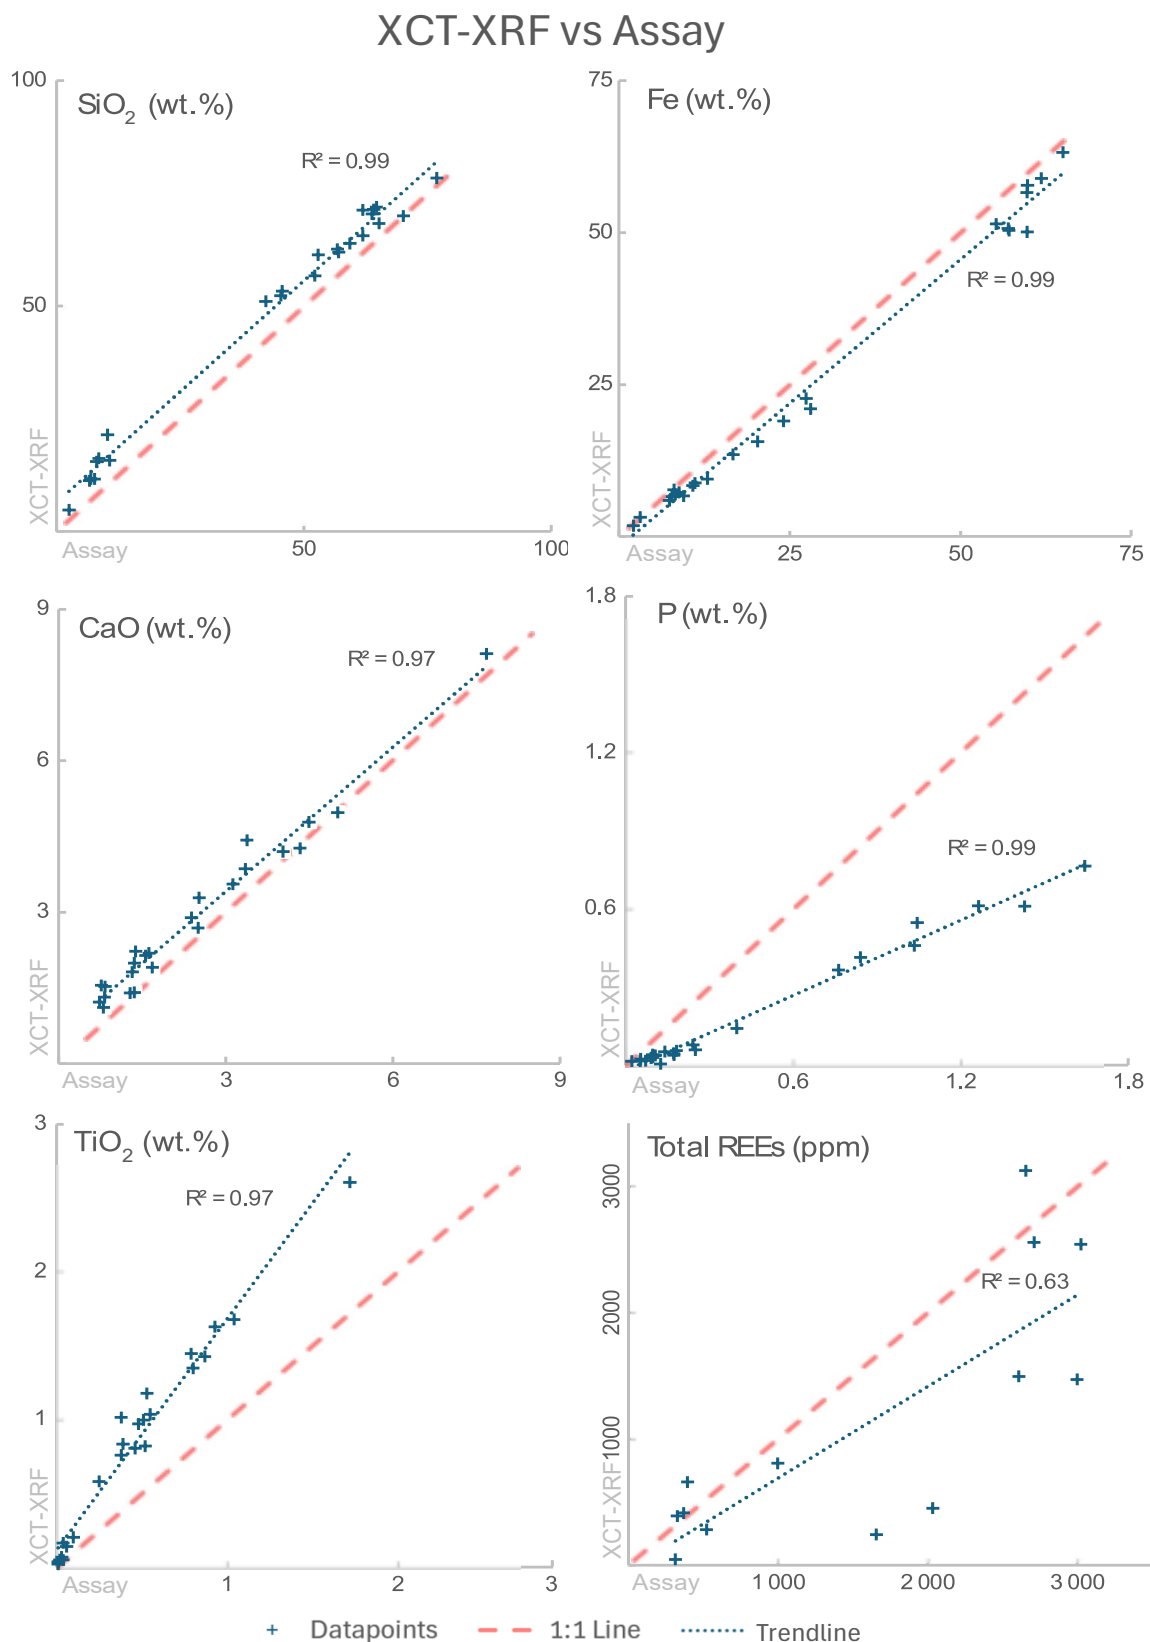 XCT-XRF vs Assay
100
SiO₂ (wt.%)
R² = 0.99
50
XCT-XRF
Assay
50
100
75
Fe (wt.%)
50
R² = 0.99
25
XCT-XRF
Assay
25
50
75
9
CaO (wt.%)
R² = 0.97
6
3
XCT-XRF
Assay
3
6
9
1.8
P (wt.%)
1.2
R² = 0.99
0.6
XCT-XRF
Assay
0.6
1.2
1.8
3
TiO₂ (wt.%)
R² = 0.97
2
1
XCT-XRF
Assay
1
2
3
Total REEs (ppm)
3000
R² = 0.63
2000
1000
XCT-XRF
Assay
1 000
2 000
3 000
Datapoints
1:1 Line
Trendline